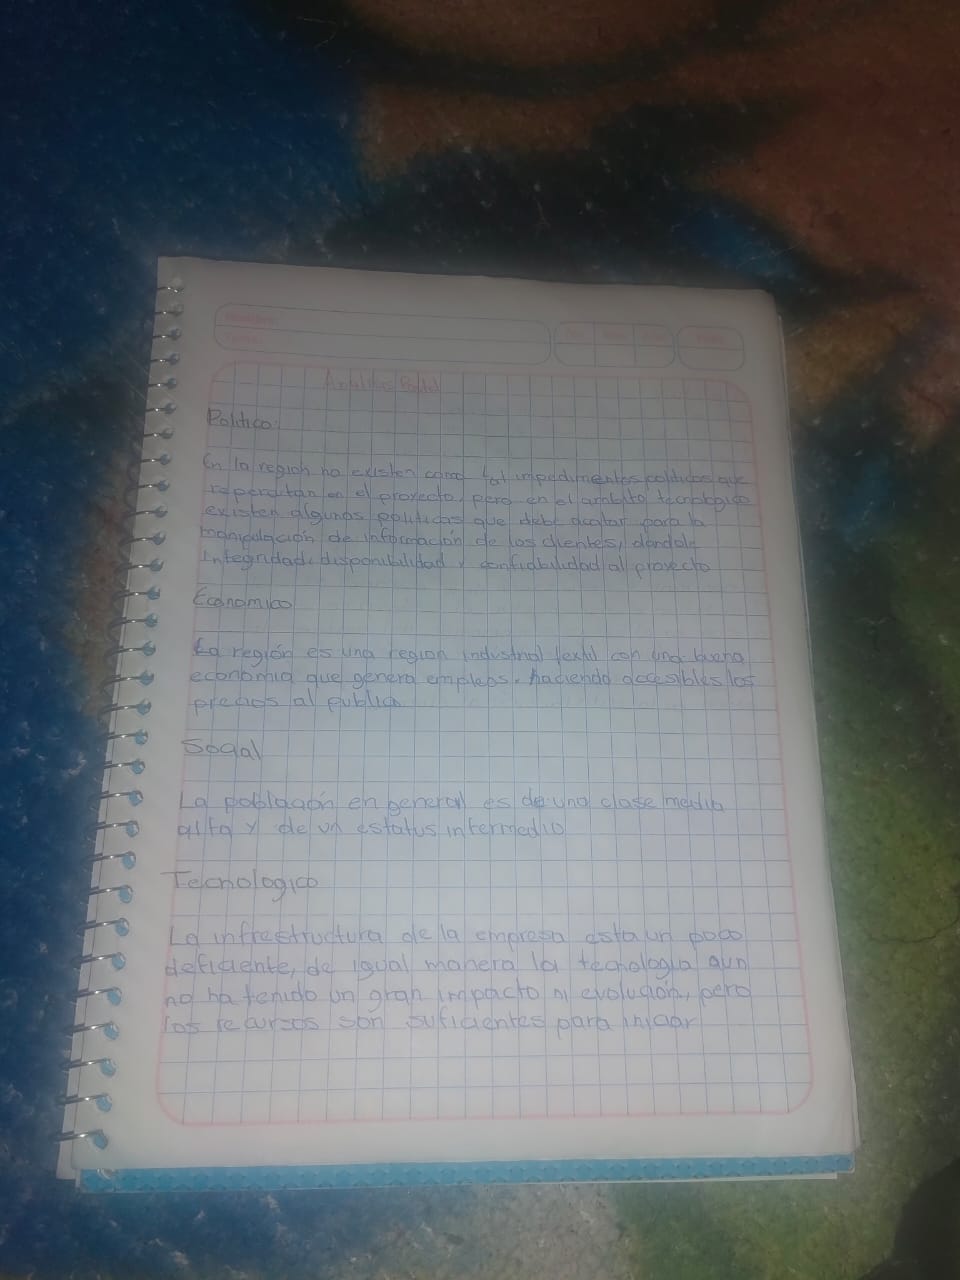 Politico:
En la region no existen como tal impedimentos politicos que
repercutan en el proyecto, pero en el ambito tecnologico
existen algunas politicas que debe acatar para la
manipulación de información de los clientes, dandole
integridad, disponibilidad y confiabilidad al proyecto
Economico
La región es una region industrial textil con una buena
economia que genera empleos. haciendo accesibles los
precios al publico
Social
La población en general es de una clase media
alta y de un estatus intermedio
Tecnologico
La infrestructura de la empresa esta un poco
deficiente, de igual manera la tecnologia aun
no ha tenido un gran impacto ni evolución, pero
los recursos son suficientes para iniciar